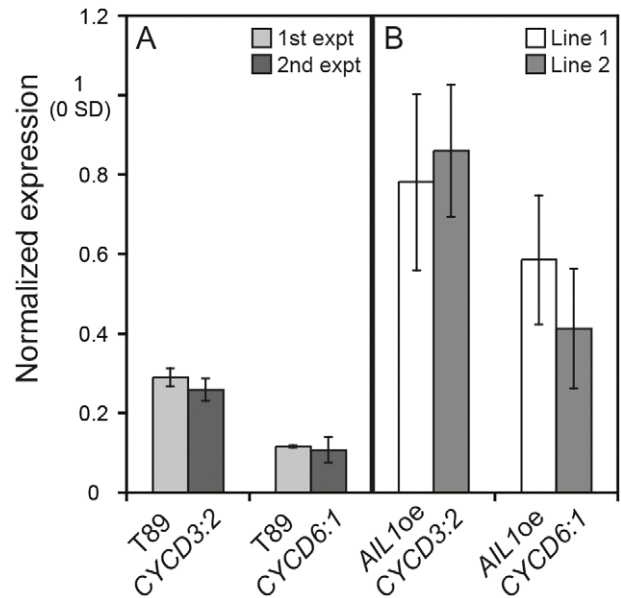 Normalized expression
1.2
1
(0 SD)
0.8
0.6
0.4
0.2
0
A
1st expt
2nd expt
B
Line 1
Line 2
T89
CYCD3:2
T89
CYCD6:1
AIL1oe
CYCD3:2
AIL1oe
CYCD6:1